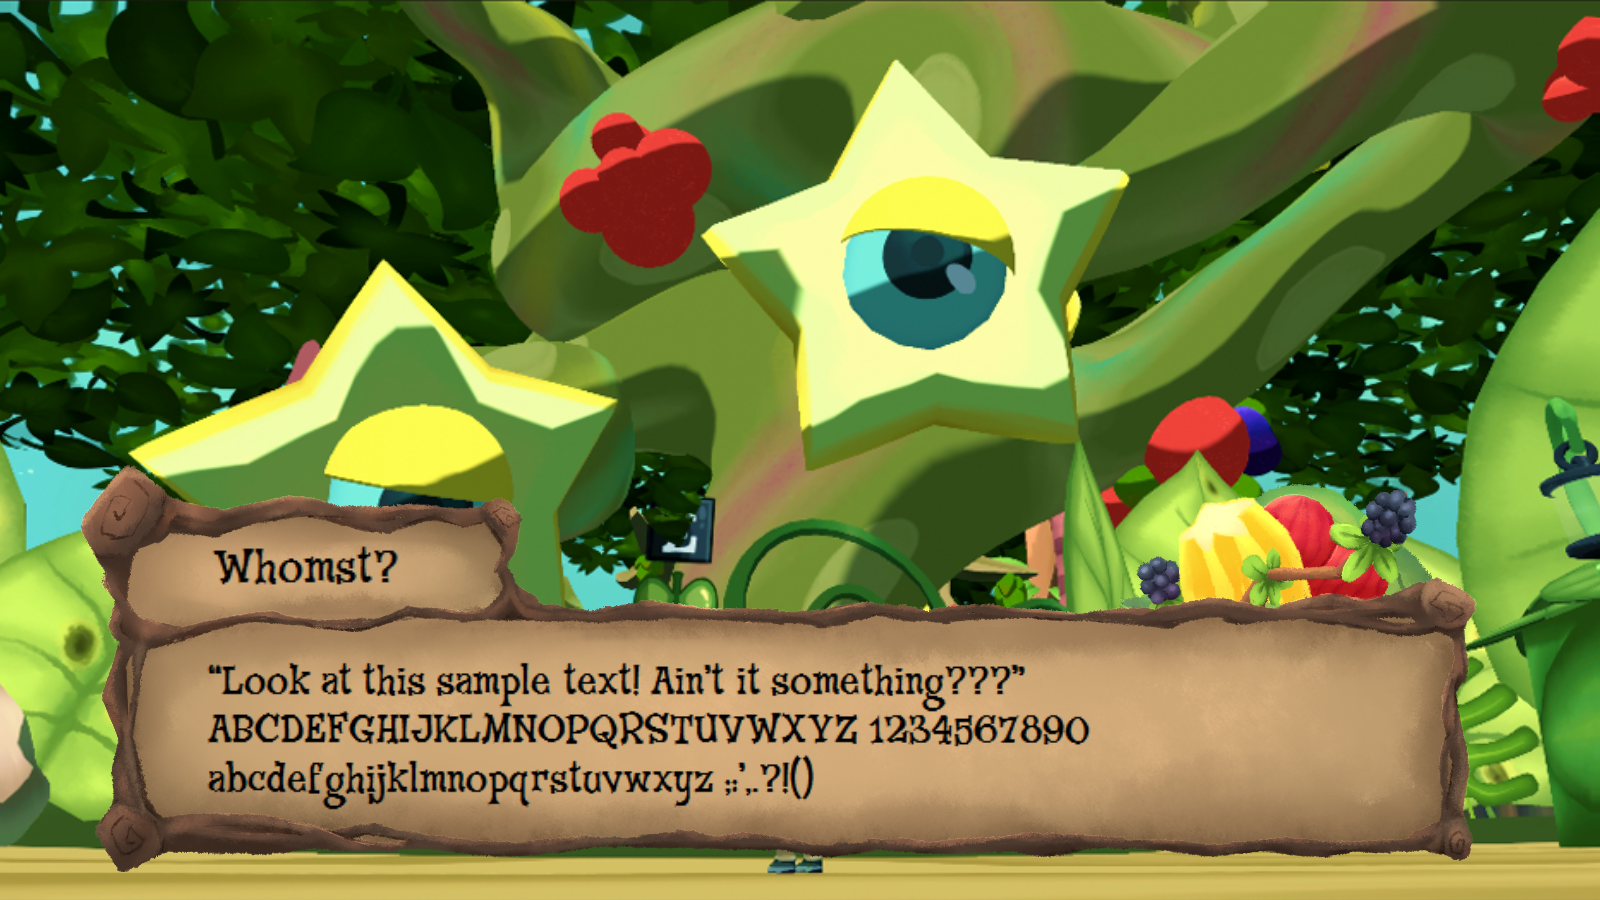 Whomst?
“Look at this sample text! Ain’t it something???”
ABCDEFGHIJKLMNOPQRSTUVWXYZ 1234567890
abcdefghijklmnopqrstuvwxyz ;:’,.?!()